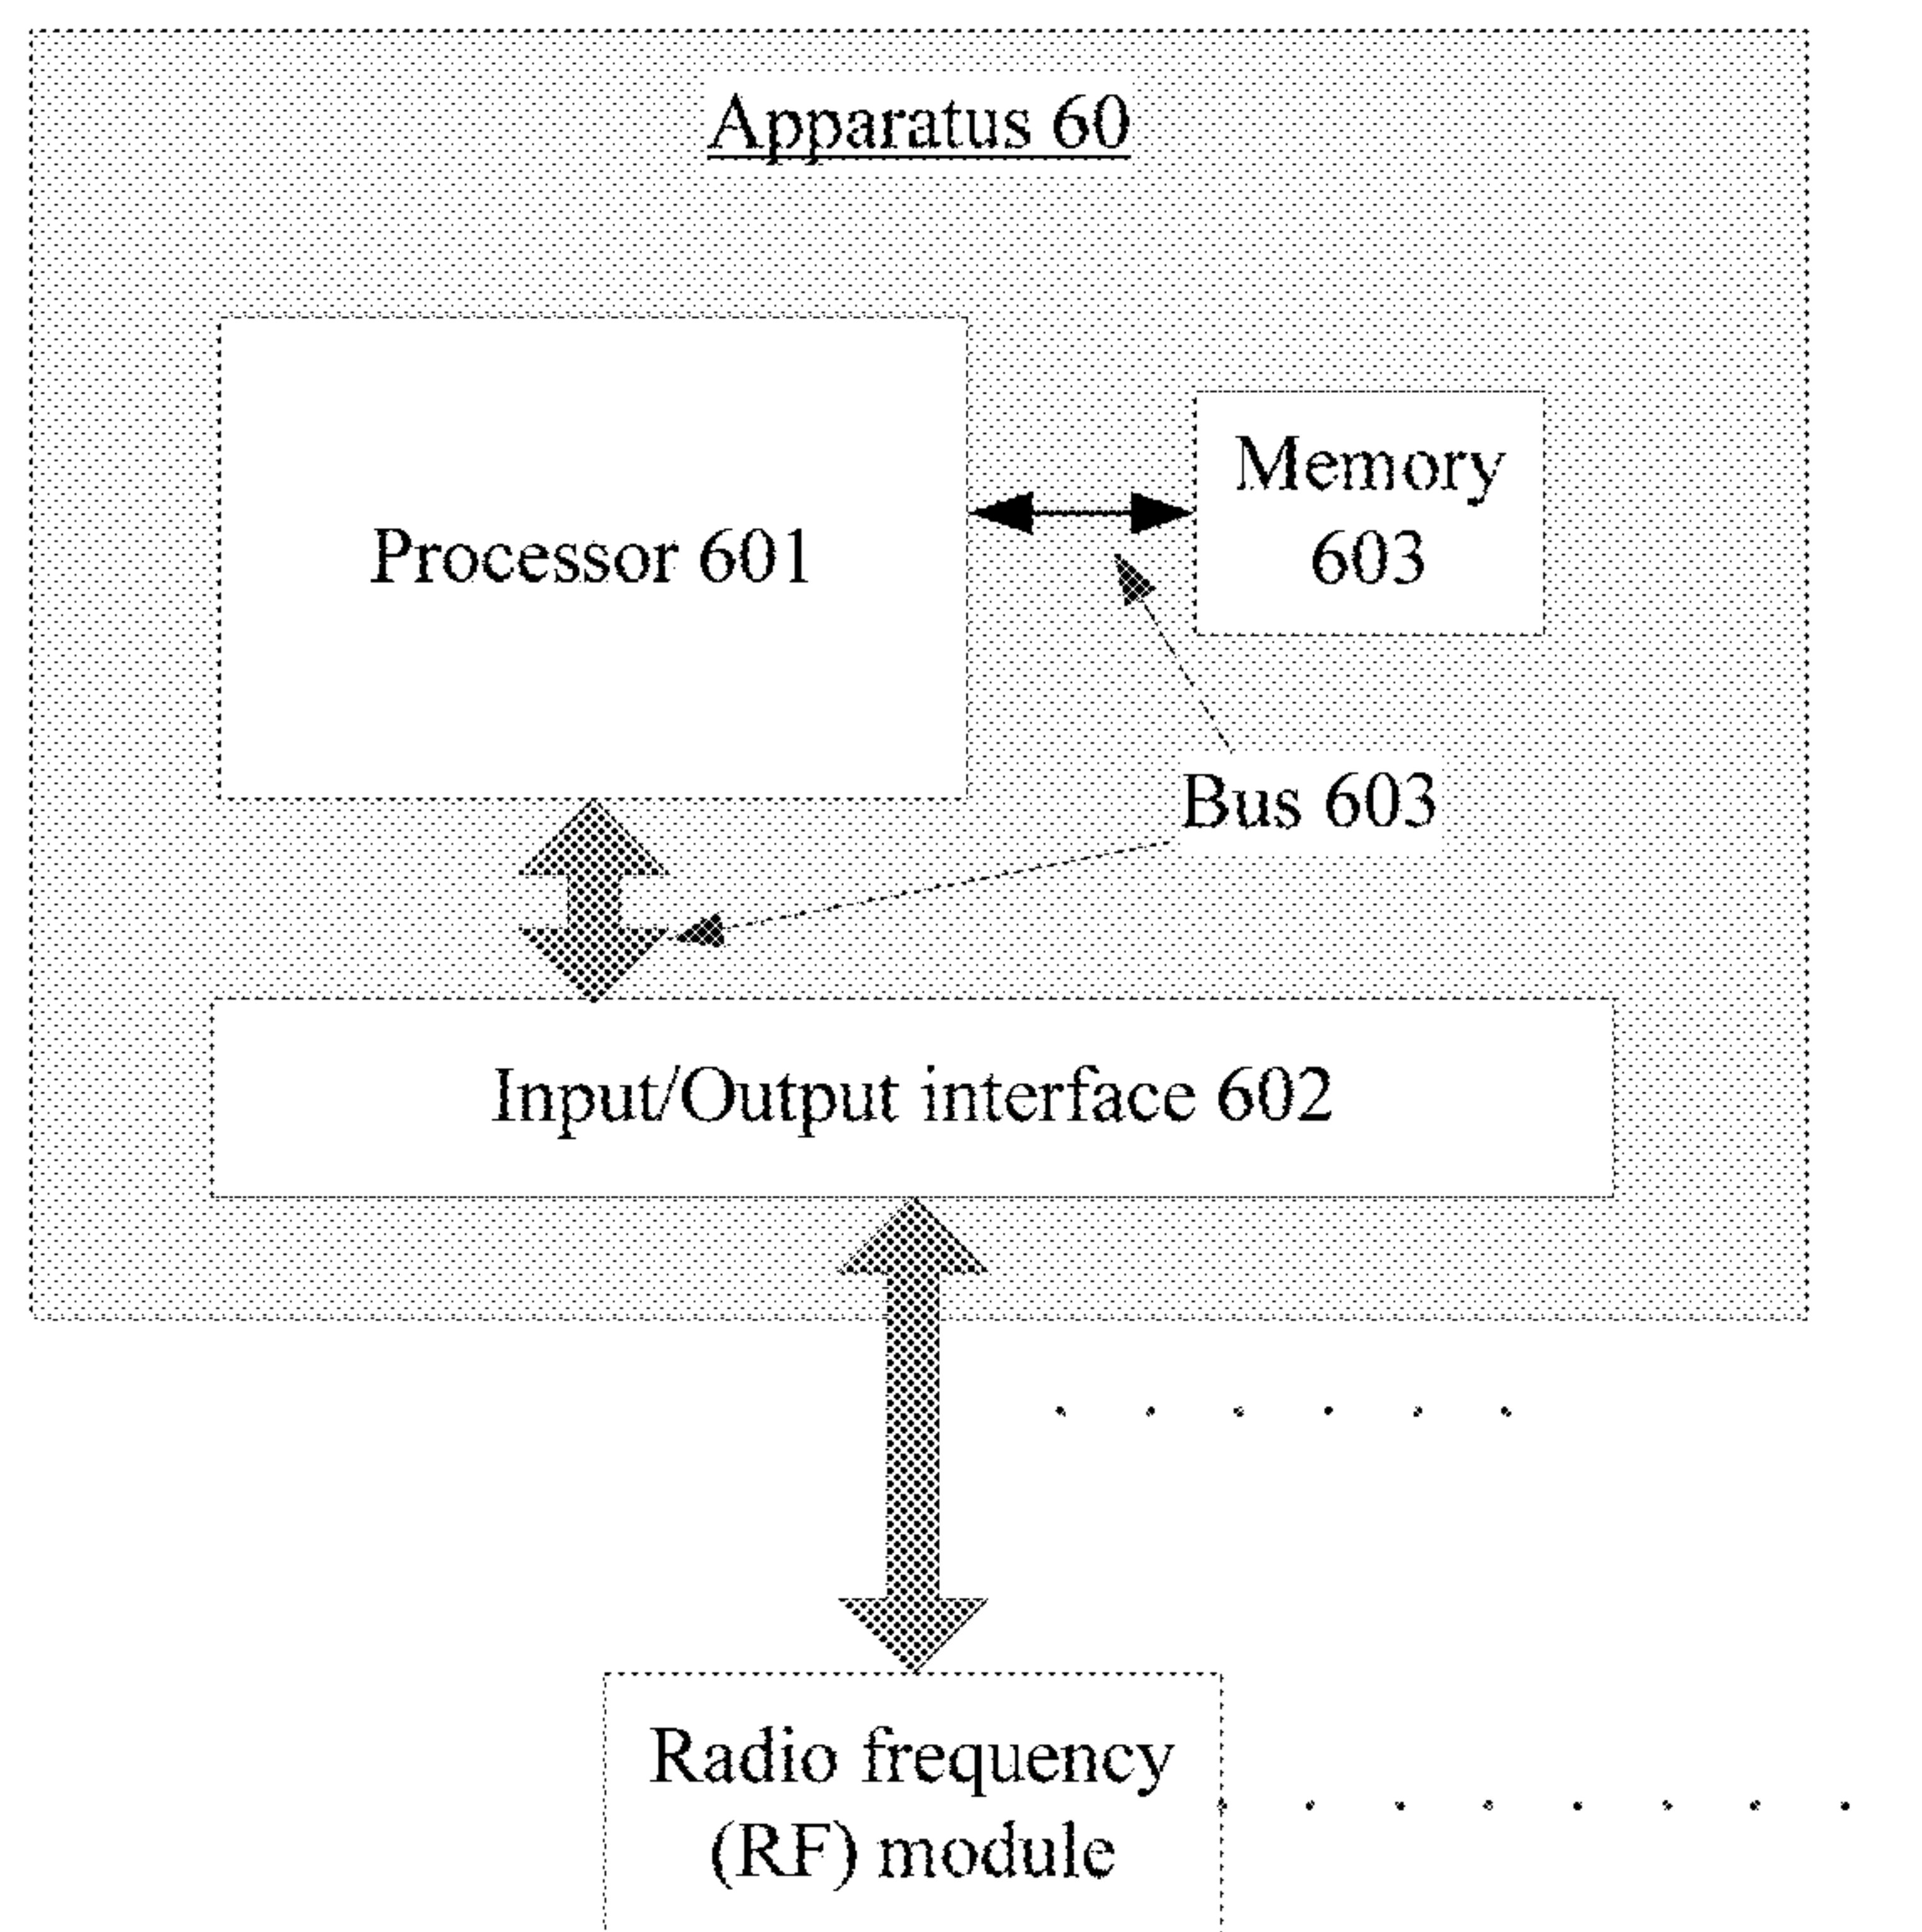 Apparatus 60
Processor 601
Memory
603
Bus 603
Input/Output interface 602
Radio frequency
(RF) module